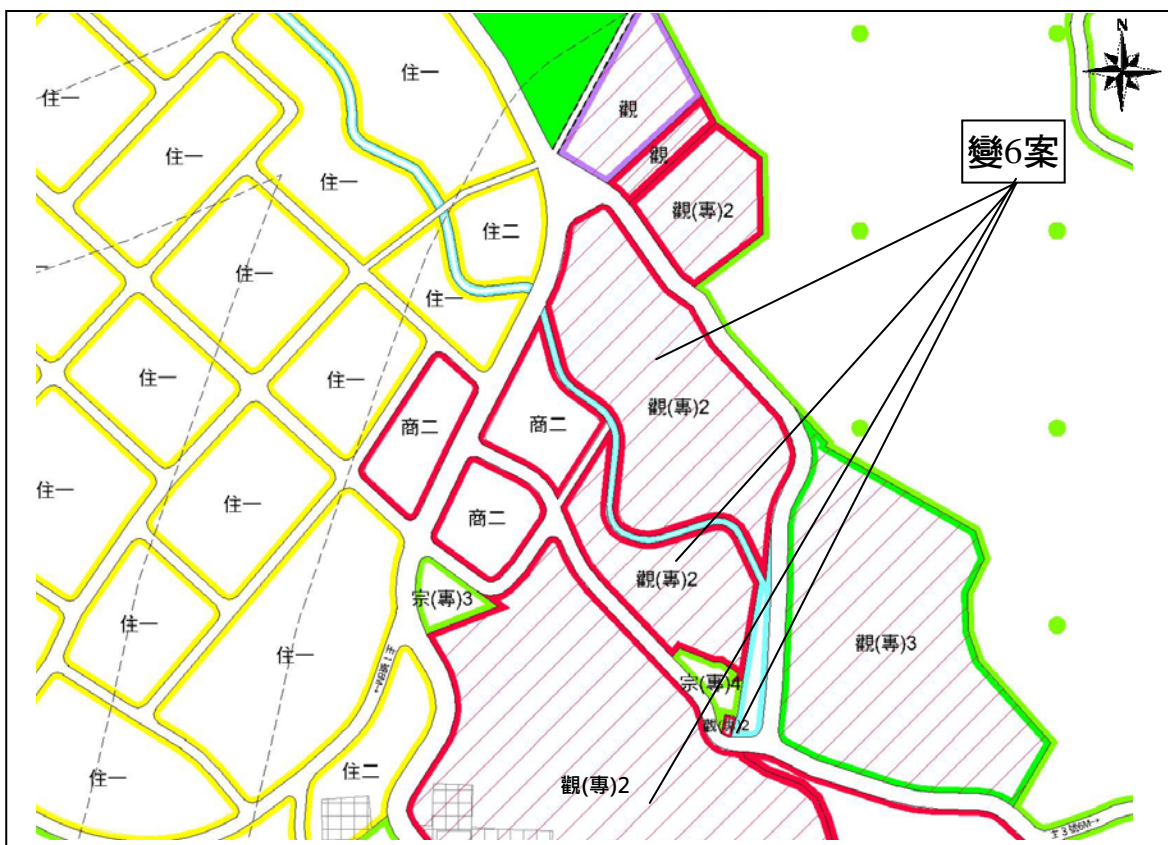 N
變6案
住一
觀
住一
住一
觀
住一
觀(專)2
住二
住一
住一
住一
住一
觀(專)2
商二
商二
住一
住一
商二
觀(專)2
宗(專)3
住一
觀(專)3
住一
宗(專)4
觀(專)2
住二
住一
觀(專)2